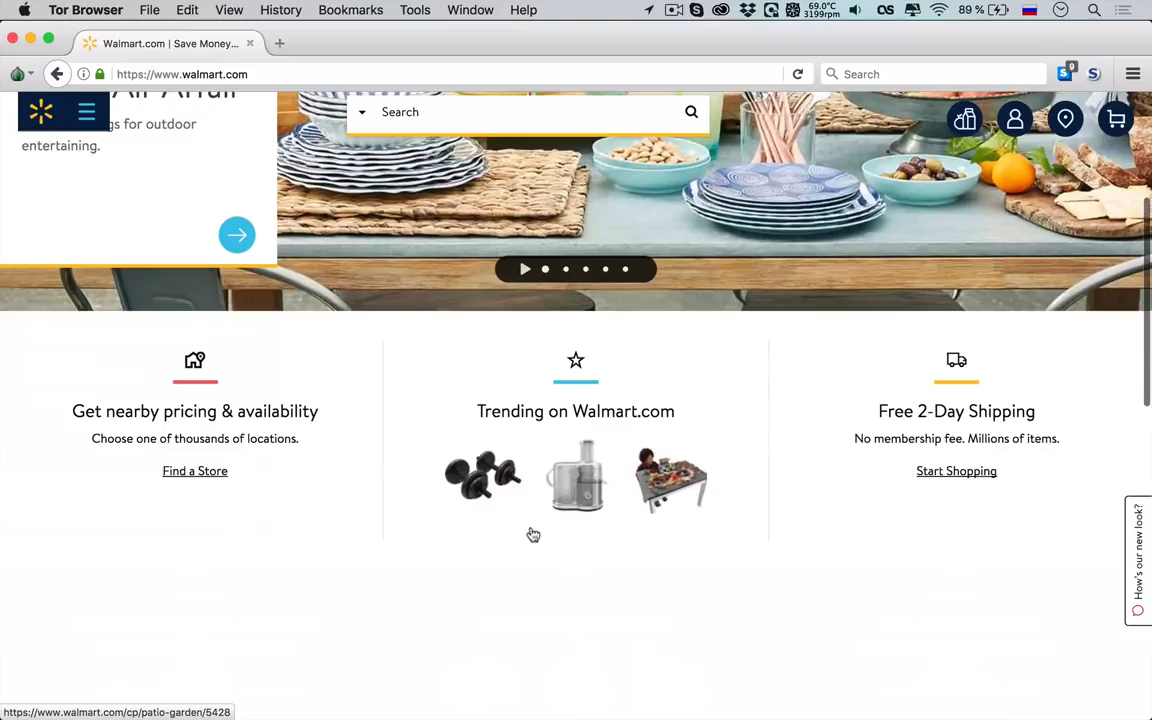 Tor Browser File Edit View History Bookmarks Tools Window Help 69.0°C 3199rpm OS 89 %
Walmart.com | Save Money...
https://www.walmart.com
Search
9
Search
gs for outdoor
entertaining.
Get nearby pricing & availability
Choose one of thousands of locations.
Find a Store
Trending on Walmart.com
Free 2-Day Shipping
No membership fee. Millions of items.
Start Shopping
How's our new look?
https://www.walmart.com/cp/patio-garden/5428